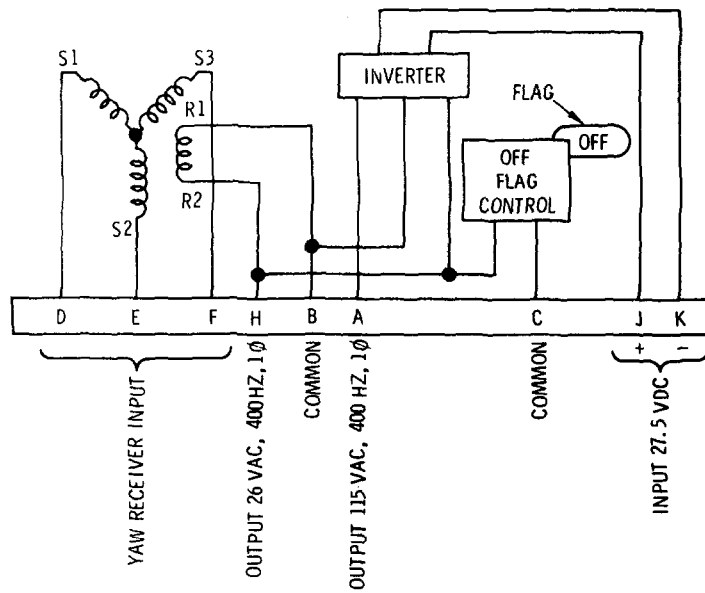 S1
S3
INVERTER
R1
FLAG
OFF
OFF
FLAG
CONTROL
R2
S2
D E F H B A C J K
+ -
YAW RECEIVER INPUT
OUTPUT 26 VAC, 400HZ, 1Ø
COMMON
OUTPUT 115 VAC, 400 HZ, 1Ø
COMMON
INPUT 27.5 VDC